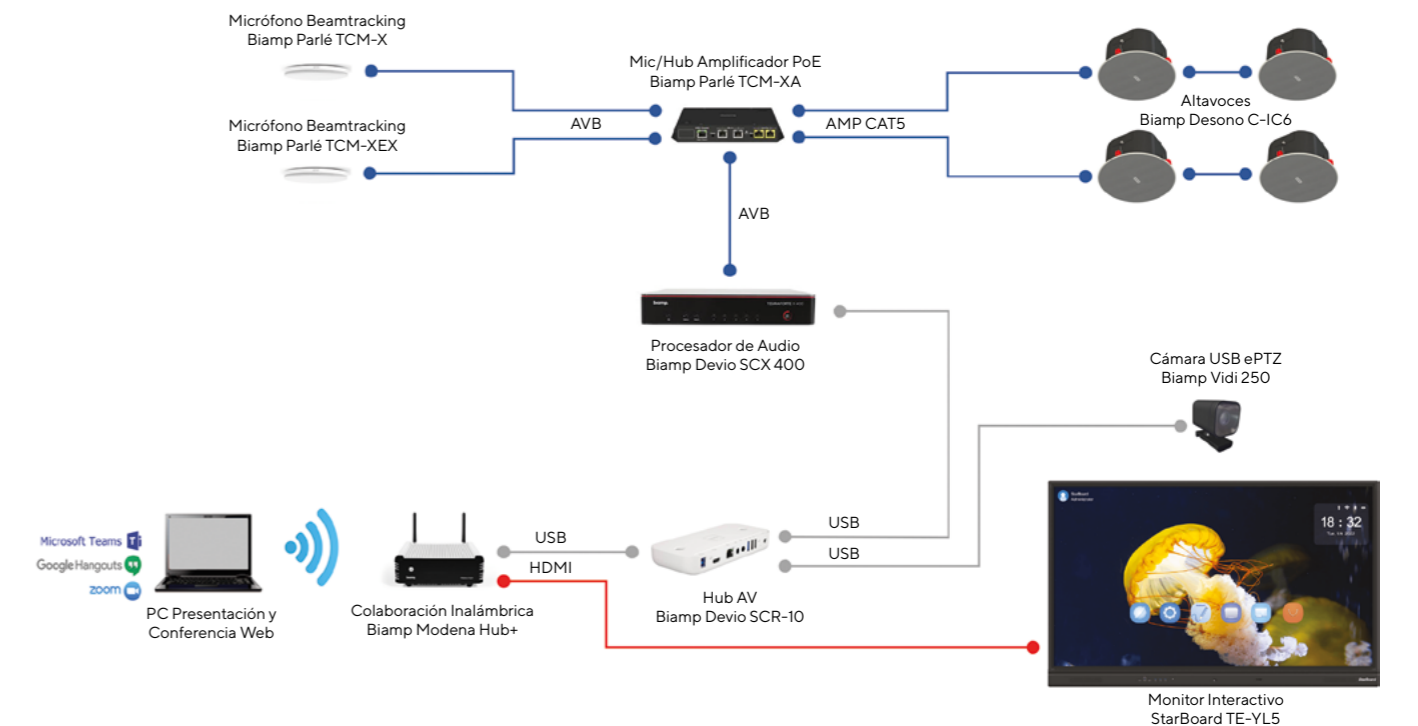 Micrófono Beamtracking
Biamp Parlé TCM-X
Mic/Hub Amplificador PoE
Biamp Parlé TCM-XA
Altavoces
Biamp Desono C-IC6
Micrófono Beamtracking
Biamp Parlé TCM-XEX
AVB
AMP CAT5
AVB
biamp
Procesador de Audio
Biamp Devio SCX 400
Cámara USB ePTZ
Biamp Vidi 250
18 : 32
Microsoft Teams
Google Hangouts
zoom
USB
HDMI
USB
USB
PC Presentación y
Conferencia Web
Colaboración Inalámbrica
Biamp Modena Hub+
Hub AV
Biamp Devio SCR-10
Monitor Interactivo
StarBoard TE-YL5